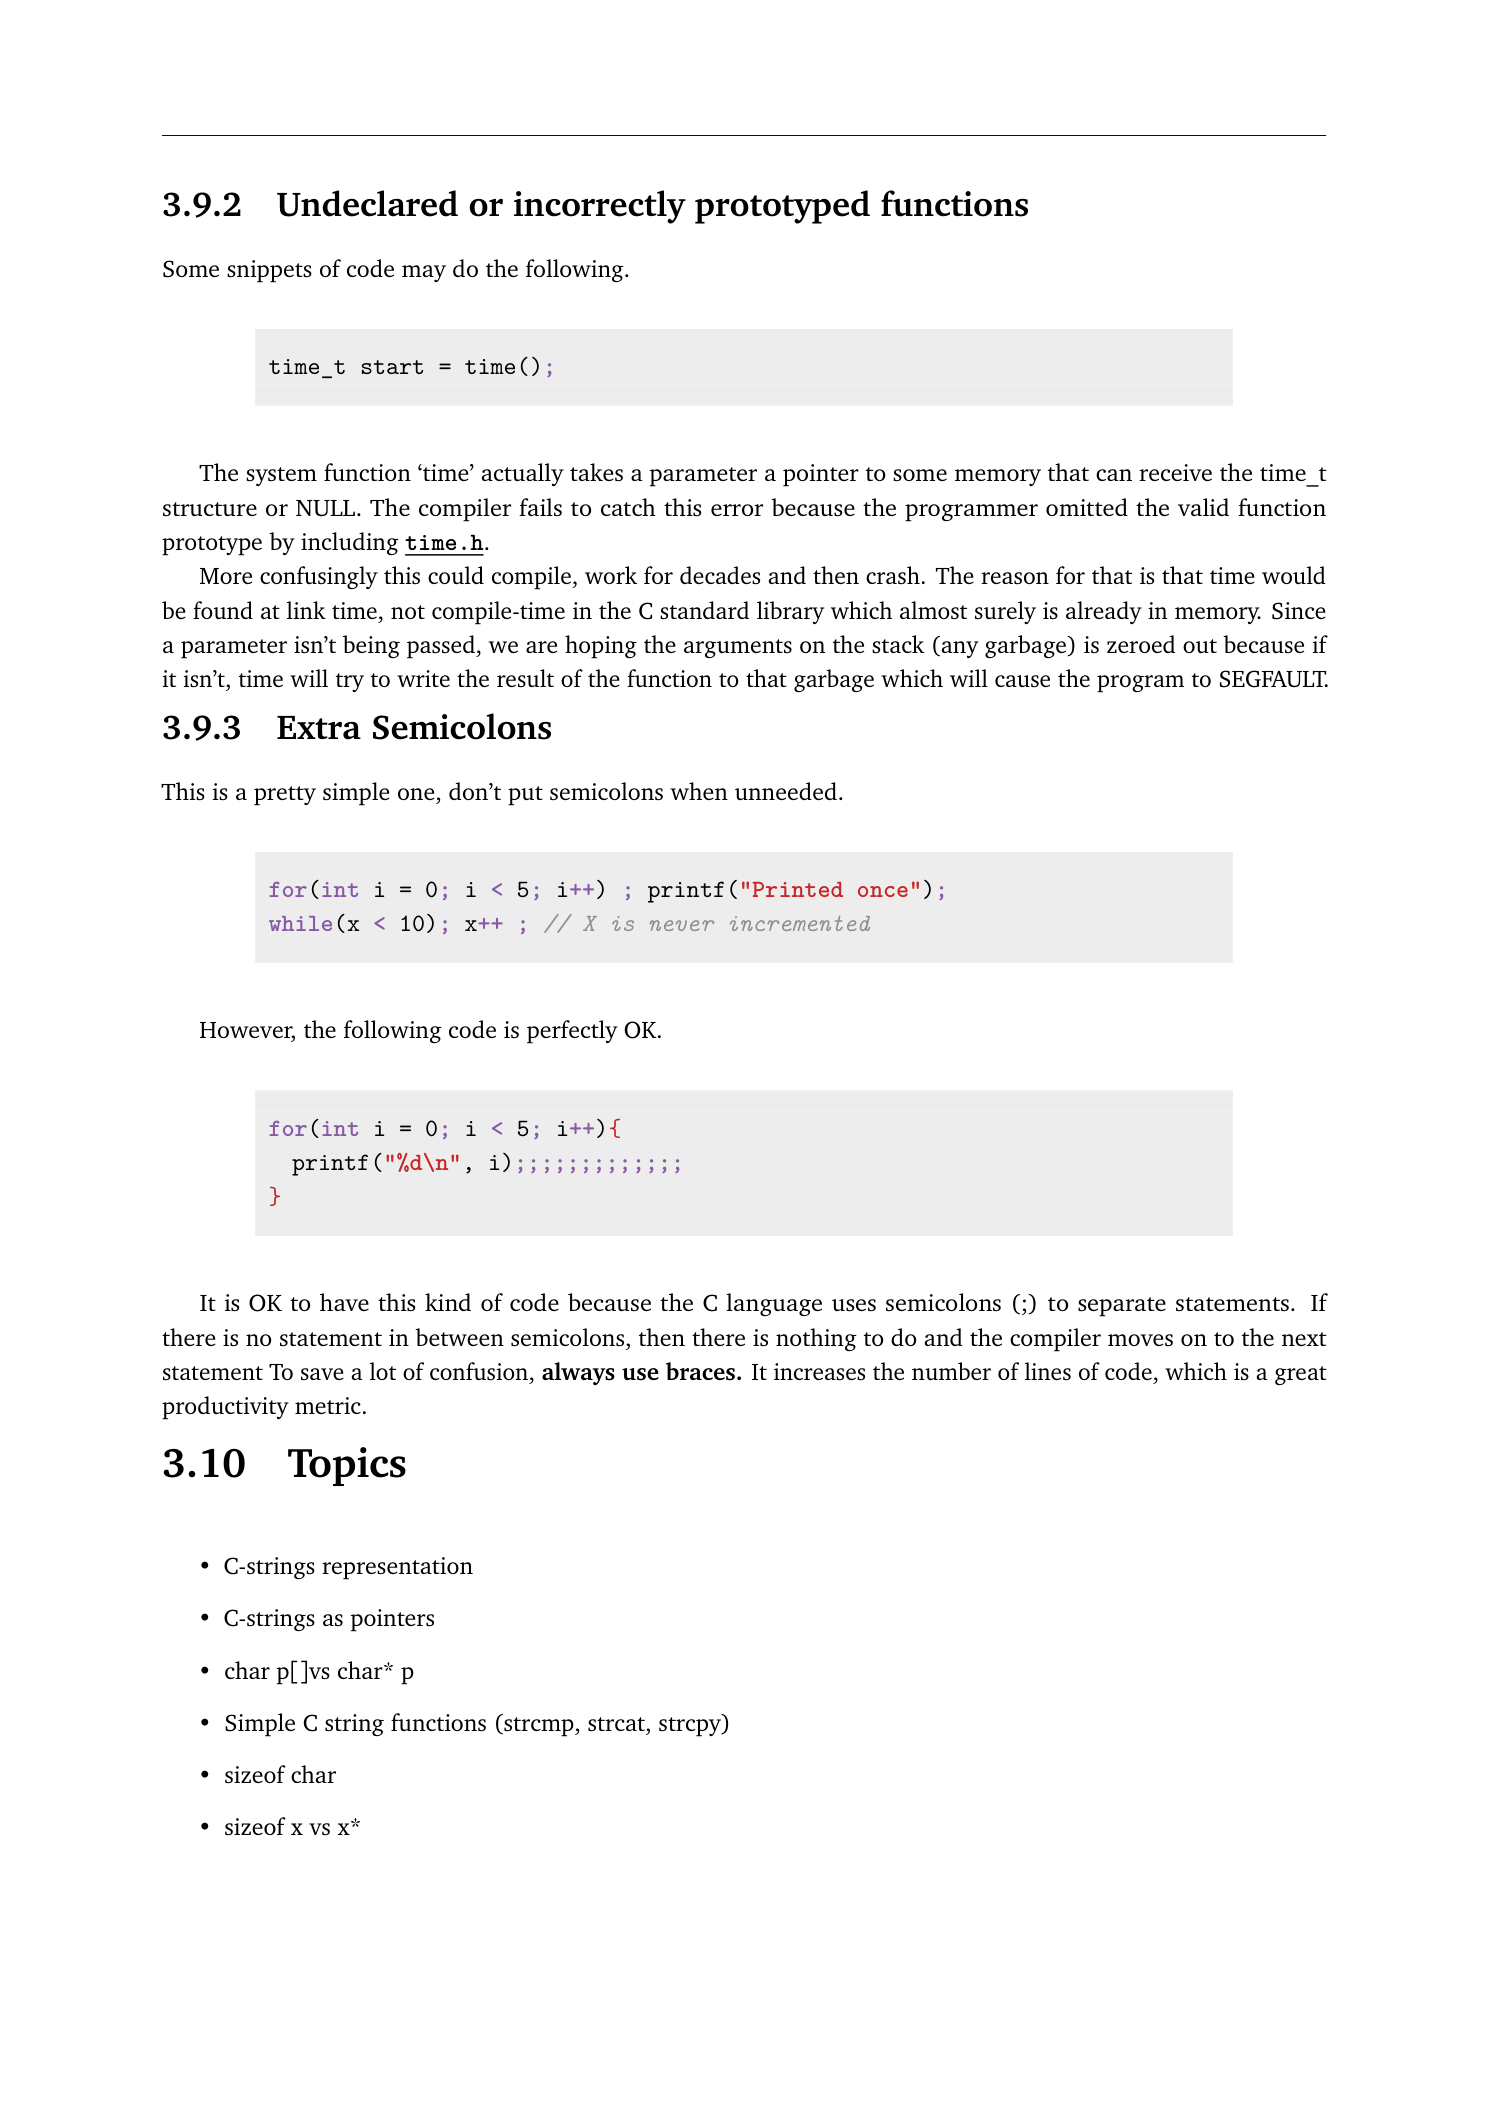 3.9.2 Undeclared or incorrectly prototyped functions
Some snippets of code may do the following.
time_t start = time();
The system function ‘time’ actually takes a parameter a pointer to some memory that can receive the time_t
structure or NULL. The compiler fails to catch this error because the programmer omitted the valid function
prototype by including time.h.
More confusingly this could compile, work for decades and then crash. The reason for that is that time would
be found at link time, not compile-time in the C standard library which almost surely is already in memory. Since
a parameter isn’t being passed, we are hoping the arguments on the stack (any garbage) is zeroed out because if
it isn’t, time will try to write the result of the function to that garbage which will cause the program to SEGFAULT.
3.9.3 Extra Semicolons
This is a pretty simple one, don’t put semicolons when unneeded.
for(int i = 0; i < 5; i++) ; printf("Printed once");
while(x < 10); x++ ; // X is never incremented
However, the following code is perfectly OK.
for(int i = 0; i < 5; i++){
printf("%d\n", i);;;;;;;;;;;;;
}
It is OK to have this kind of code because the C language uses semicolons (;) to separate statements. If
there is no statement in between semicolons, then there is nothing to do and the compiler moves on to the next
statement To save a lot of confusion, always use braces. It increases the number of lines of code, which is a great
productivity metric.
3.10 Topics
• C-strings representation
• C-strings as pointers
• char p[]vs char* p
• Simple C string functions (strcmp, strcat, strcpy)
• sizeof char
• sizeof x vs x*